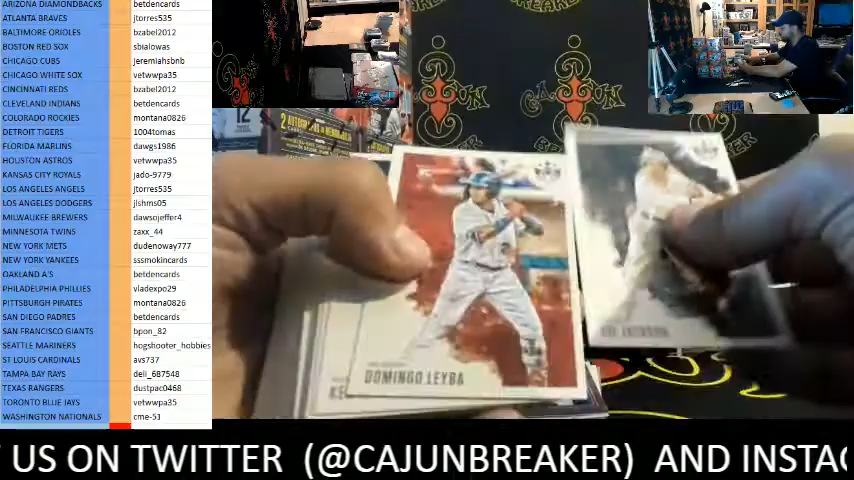 ARIZONA DIAMONDBACKS betdencards
ATLANTA BRAVES jtorres535
BALTIMORE ORIOLES bzabel2012
BOSTON RED SOX sbialowas
CHICAGO CUBS jeremiahsbnb
CHICAGO WHITE SOX vetwwpa35
CINCINNATI REDS bzabel2012
CLEVELAND INDIANS betdencards
COLORADO ROCKIES montana0826
DETROIT TIGERS 1004tomas
FLORIDA MARLINS dawgs1986
HOUSTON ASTROS vetwwpa35
KANSAS CITY ROYALS jado-9779
LOS ANGELES ANGELS jtorres535
LOS ANGELES DODGERS jlshms05
MILWAUKEE BREWERS dawsojeffer4
MINNESOTA TWINS zaxx_44
NEW YORK METS dudenoway777
NEW YORK YANKEES sssmokincards
OAKLAND A'S betdencards
PHILADELPHIA PHILLIES vladexpo29
PITTSBURGH PIRATES montana0826
SAN DIEGO PADRES betdencards
SAN FRANCISCO GIANTS bpon_82
SEATTLE MARINERS hogshooter_hobbies
ST LOUIS CARDINALS avs737
TAMPA BAY RAYS deli_687548
TEXAS RANGERS dustpac0468
TORONTO BLUE JAYS vetwwpa35
WASHINGTON NATIONALS cme-53
12
2 AUTOGRAPHS
DOMINGO LEYBA
KE
US ON TWITTER (@CAJUNBREAKER) AND INSTAG